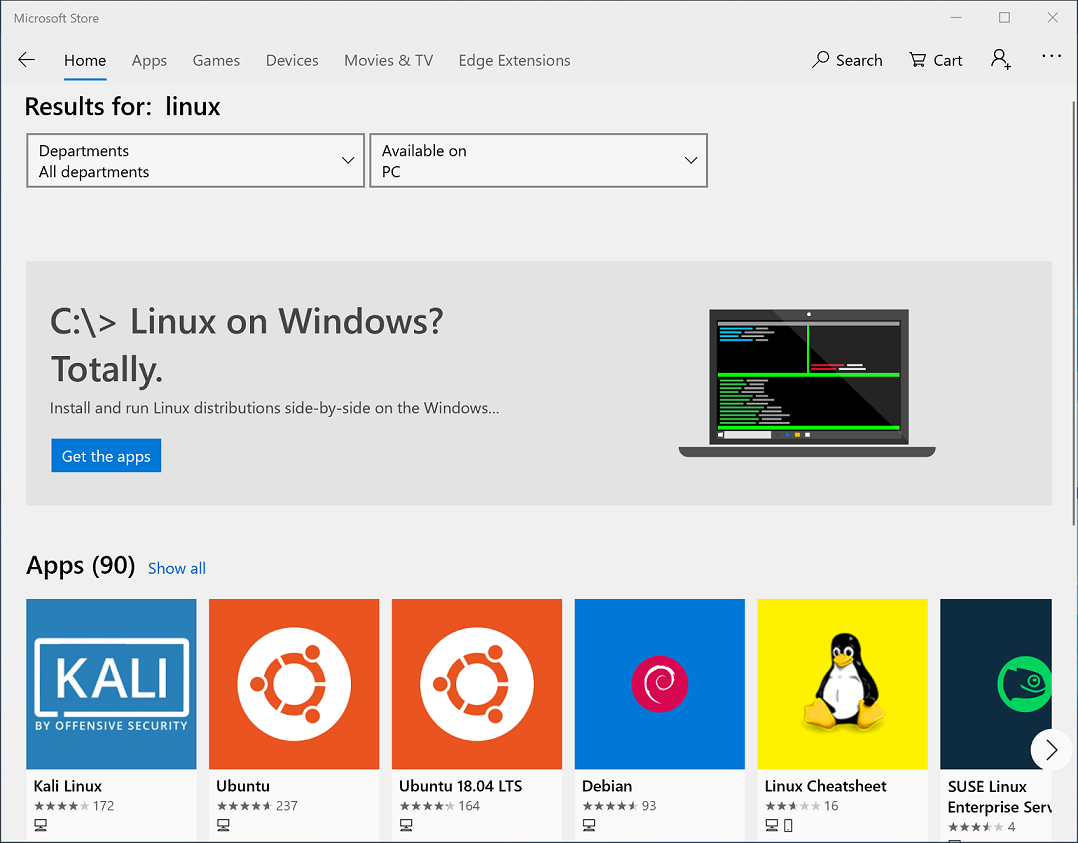 Microsoft Store
Home Apps Games Devices Movies & TV Edge Extensions Search Cart
Results for: linux
Departments
All departments
Available on
PC
C:\> Linux on Windows?
Totally.
Install and run Linux distributions side-by-side on the Windows...
Get the apps
Apps (90) Show all
KALI
BY OFFENSIVE SECURITY
Kali Linux
172
Ubuntu
237
Ubuntu 18.04 LTS
164
Debian
93
Linux Cheatsheet
16
SUSE Linux
Enterprise Serv
4